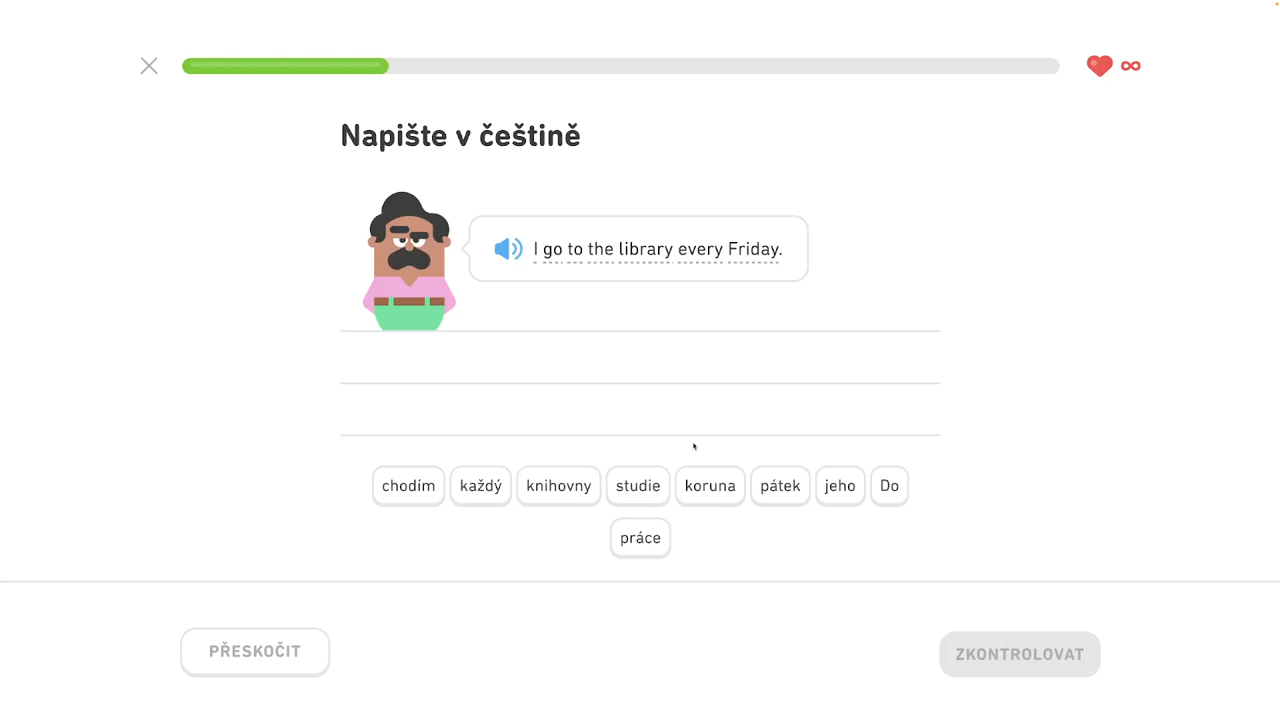 Napište v češtině
I go to the library every Friday.
chodím každý knihovny studie koruna pátek jeho Do
práce
PŘESKOČIT ZKONTROLOVAT